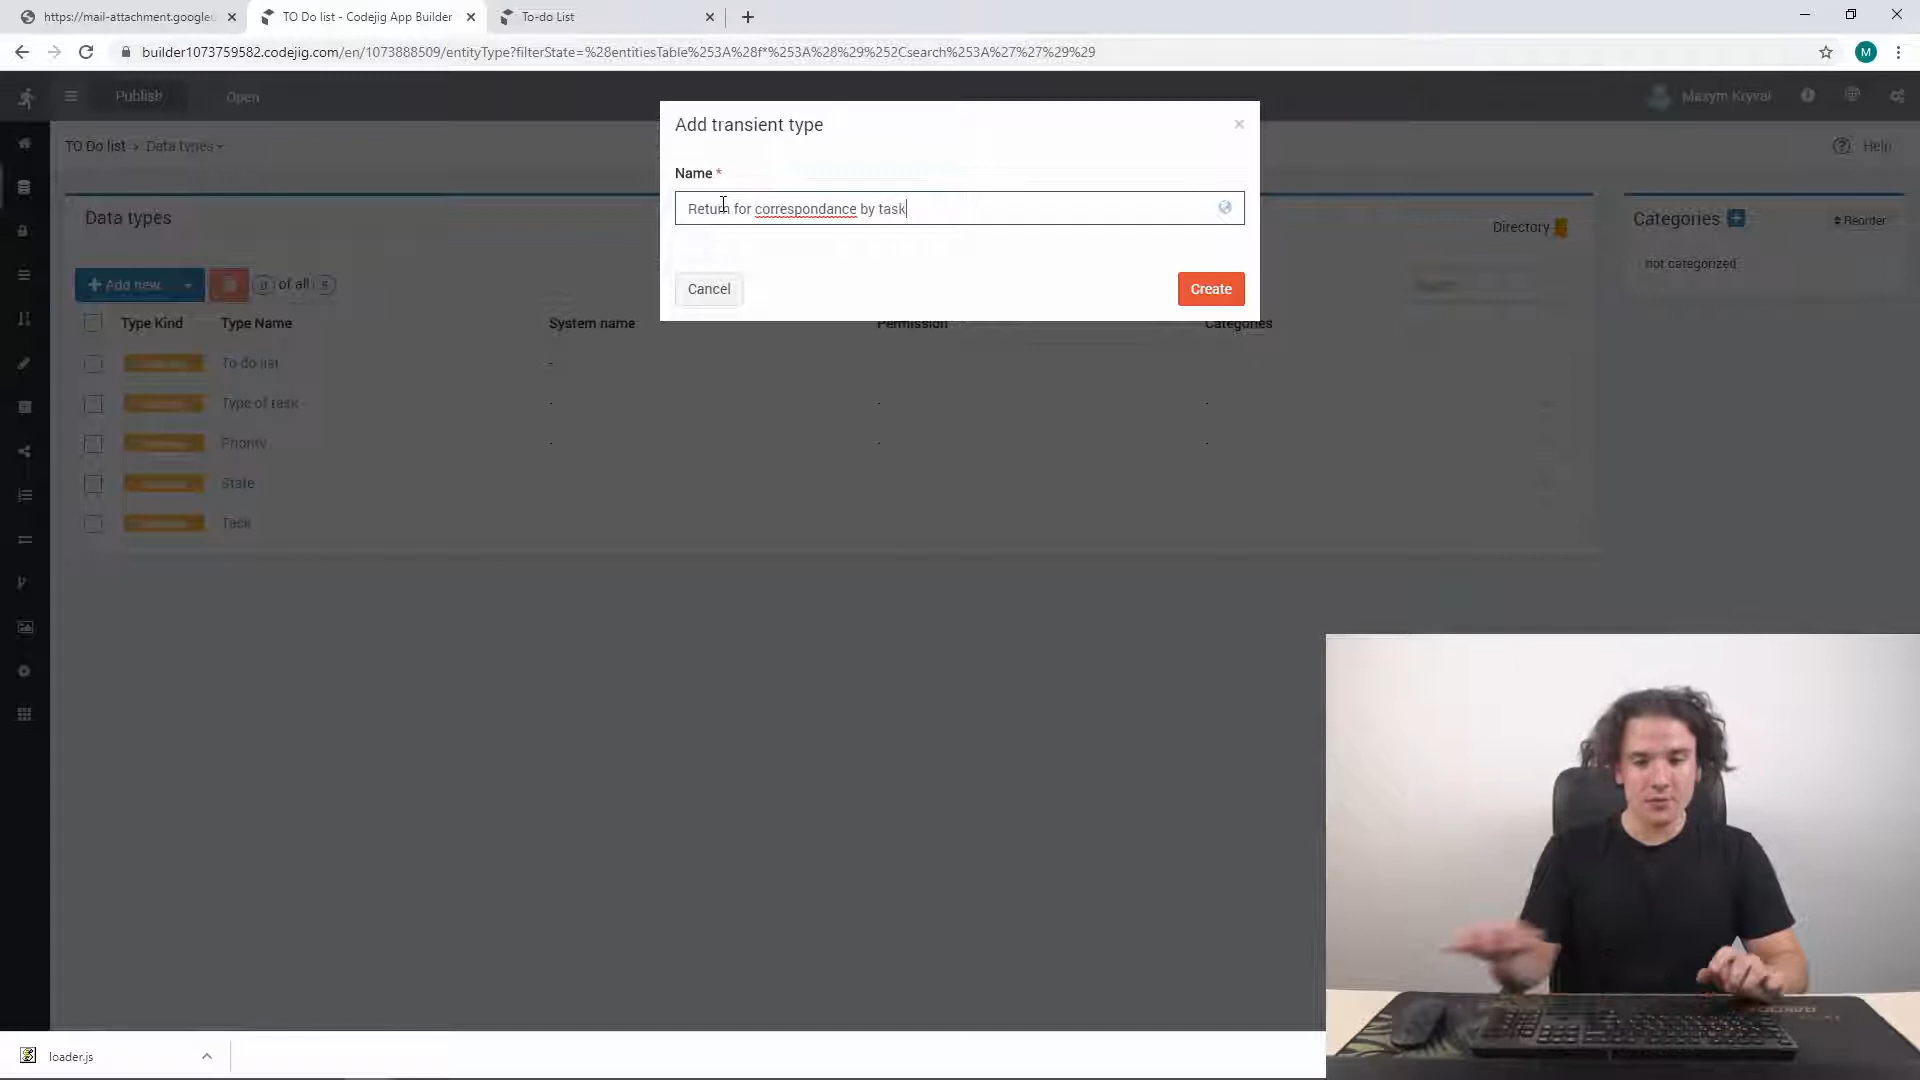 https://mail-attachment.googleu
TO Do list - Codejig App Builder
To-do List
builder1073759582.codejig.com/en/1073888509/entityType?filterState=%28entitiesTable%253A%28f*%253A%28%29%252Csearch%253A%27%27%29%29
M
Publish
Open
Maxym Kryval
Add transient type
TO Do list > Data types
Help
Name *
Return for correspondance by task
Data types
Directory
Categories
Reorder
not categorized
Add new
0 of all 5
Cancel
Create
Type Kind
Type Name
System name
Permission
Categories
To do list
-
Type of task
-
-
-
Priority
-
-
-
State
Task
loader.js